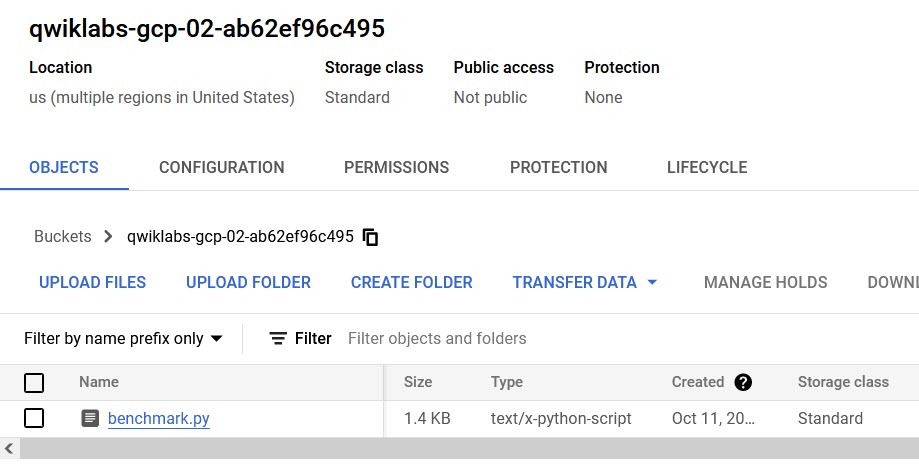 qwiklabs-gcp-02-ab62ef96c495
Location Storage class Public access Protection
us (multiple regions in United States) Standard Not public None
OBJECTS CONFIGURATION PERMISSIONS PROTECTION LIFECYCLE
Buckets > qwiklabs-gcp-02-ab62ef96c495
UPLOAD FILES UPLOAD FOLDER CREATE FOLDER TRANSFER DATA MANAGE HOLDS DOWNL
Filter by name prefix only Filter Filter objects and folders
Name Size Type Created ? Storage class
benchmark.py 1.4 KB text/x-python-script Oct 11, 20... Standard